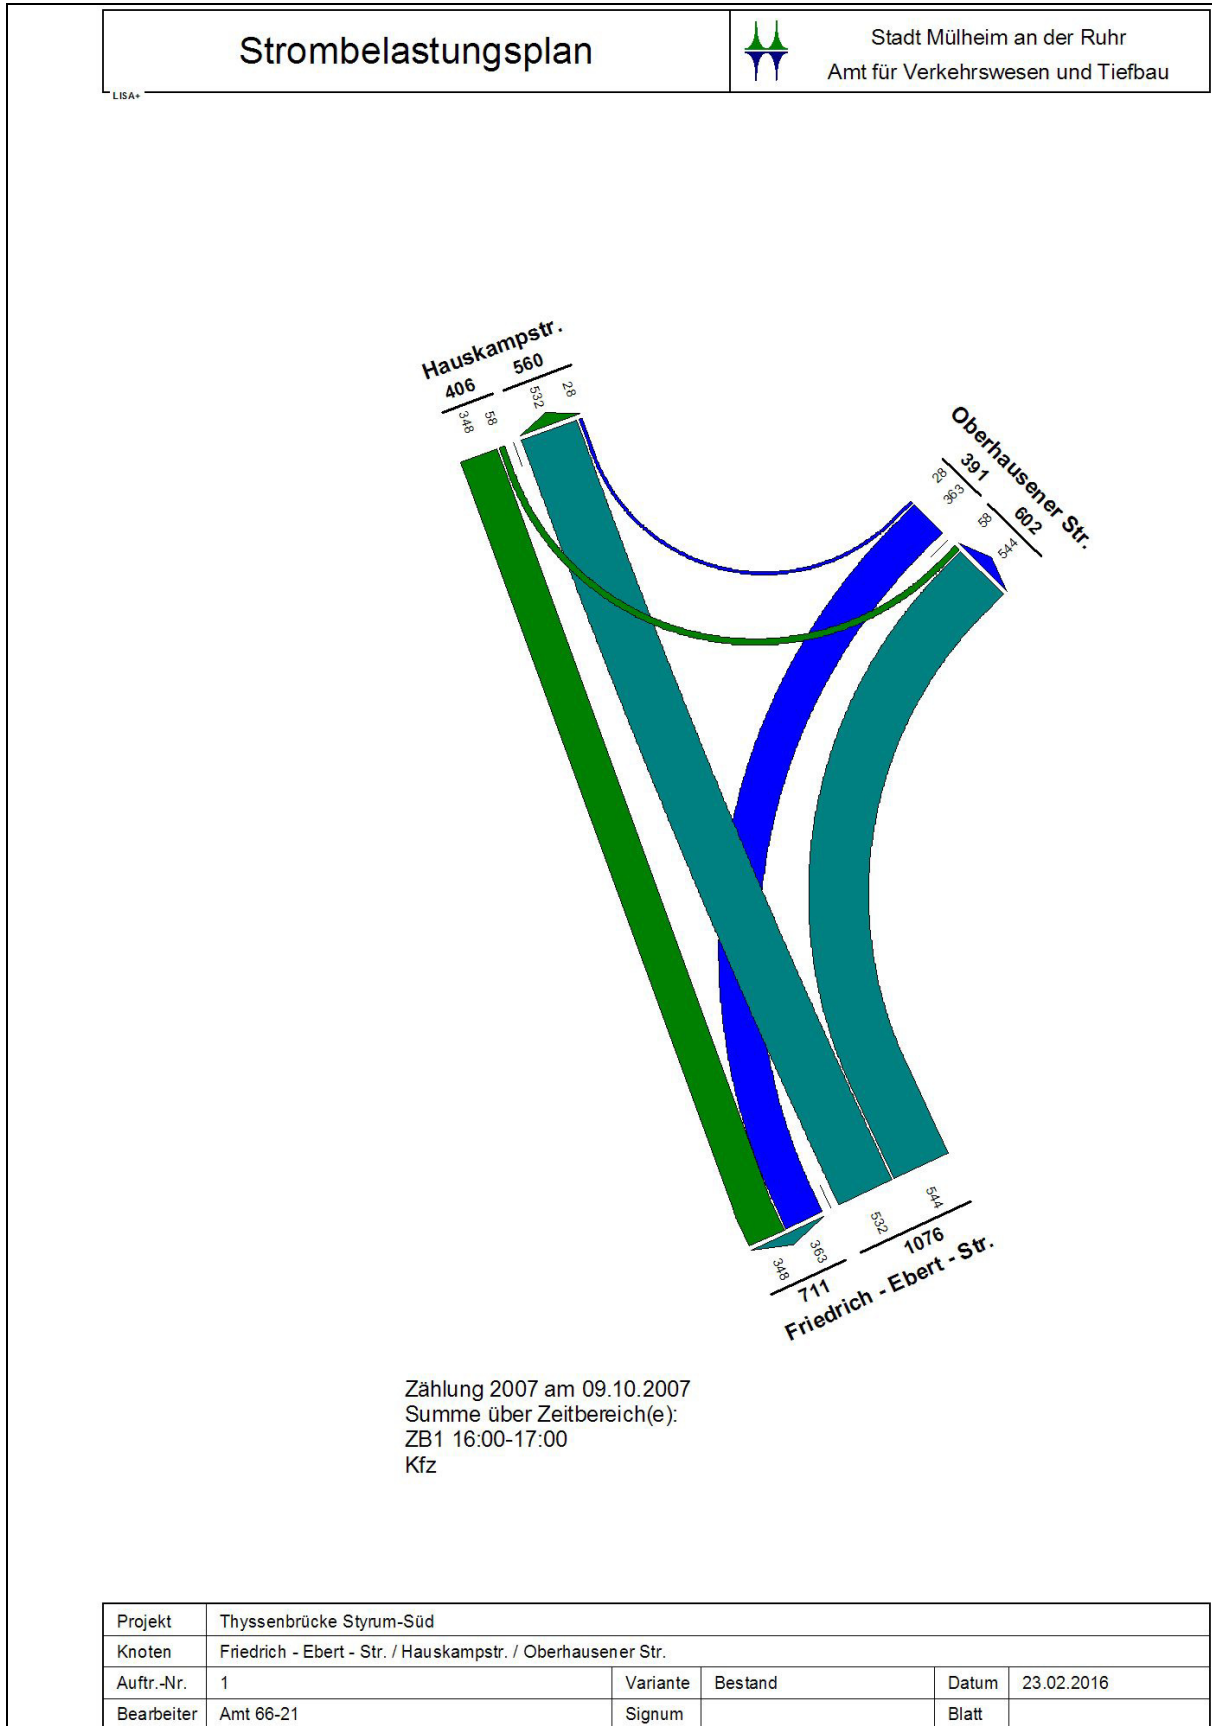 Strombelastungsplan
Stadt Mülheim an der Ruhr
Amt für Verkehrswesen und Tiefbau
LISA+
Hauskampstr.
406 560
348 58 532 28
Oberhausener Str.
391 602
28 363 58 544
348 363 532 544
711 1076
Friedrich - Ebert - Str.
Zählung 2007 am 09.10.2007
Summe über Zeitbereich(e):
ZB1 16:00-17:00
Kfz
Projekt Thyssenbrücke Styrum-Süd
Knoten Friedrich - Ebert - Str. / Hauskampstr. / Oberhausener Str.
Auftr.-Nr. 1 Variante Bestand Datum 23.02.2016
Bearbeiter Amt 66-21 Signum Blatt